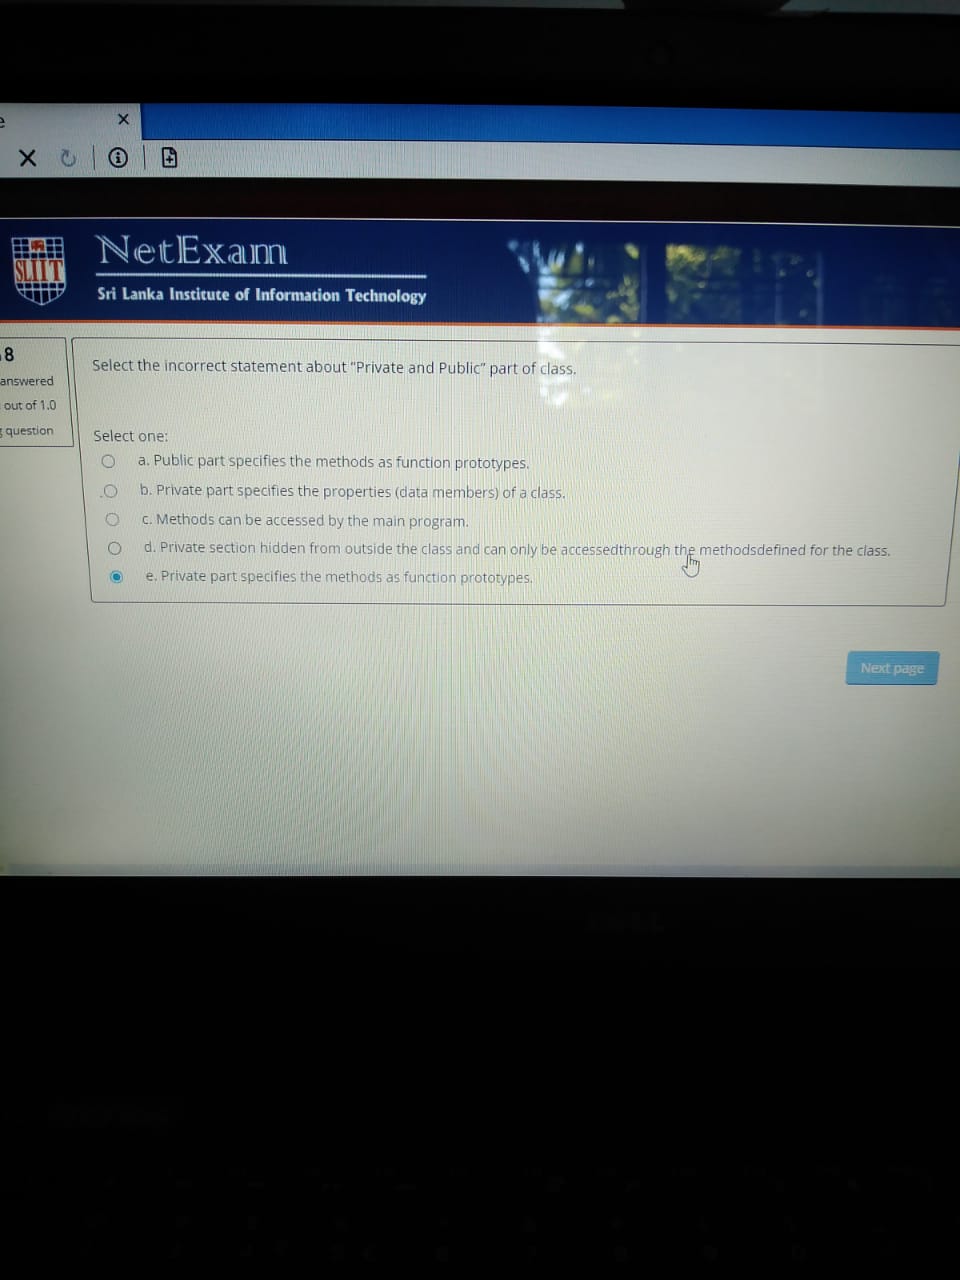 e
SLIIT
NetExam
Sri Lanka Institute of Information Technology
8
answered
out of 1.0
question
Select the incorrect statement about "Private and Public" part of class.
Select one:
a. Public part specifies the methods as function prototypes.
b. Private part specifies the properties (data members) of a class.
c. Methods can be accessed by the main program.
d. Private section hidden from outside the class and can only be accessedthrough the methodsdefined for the class.
e. Private part specifies the methods as function prototypes.
Next page